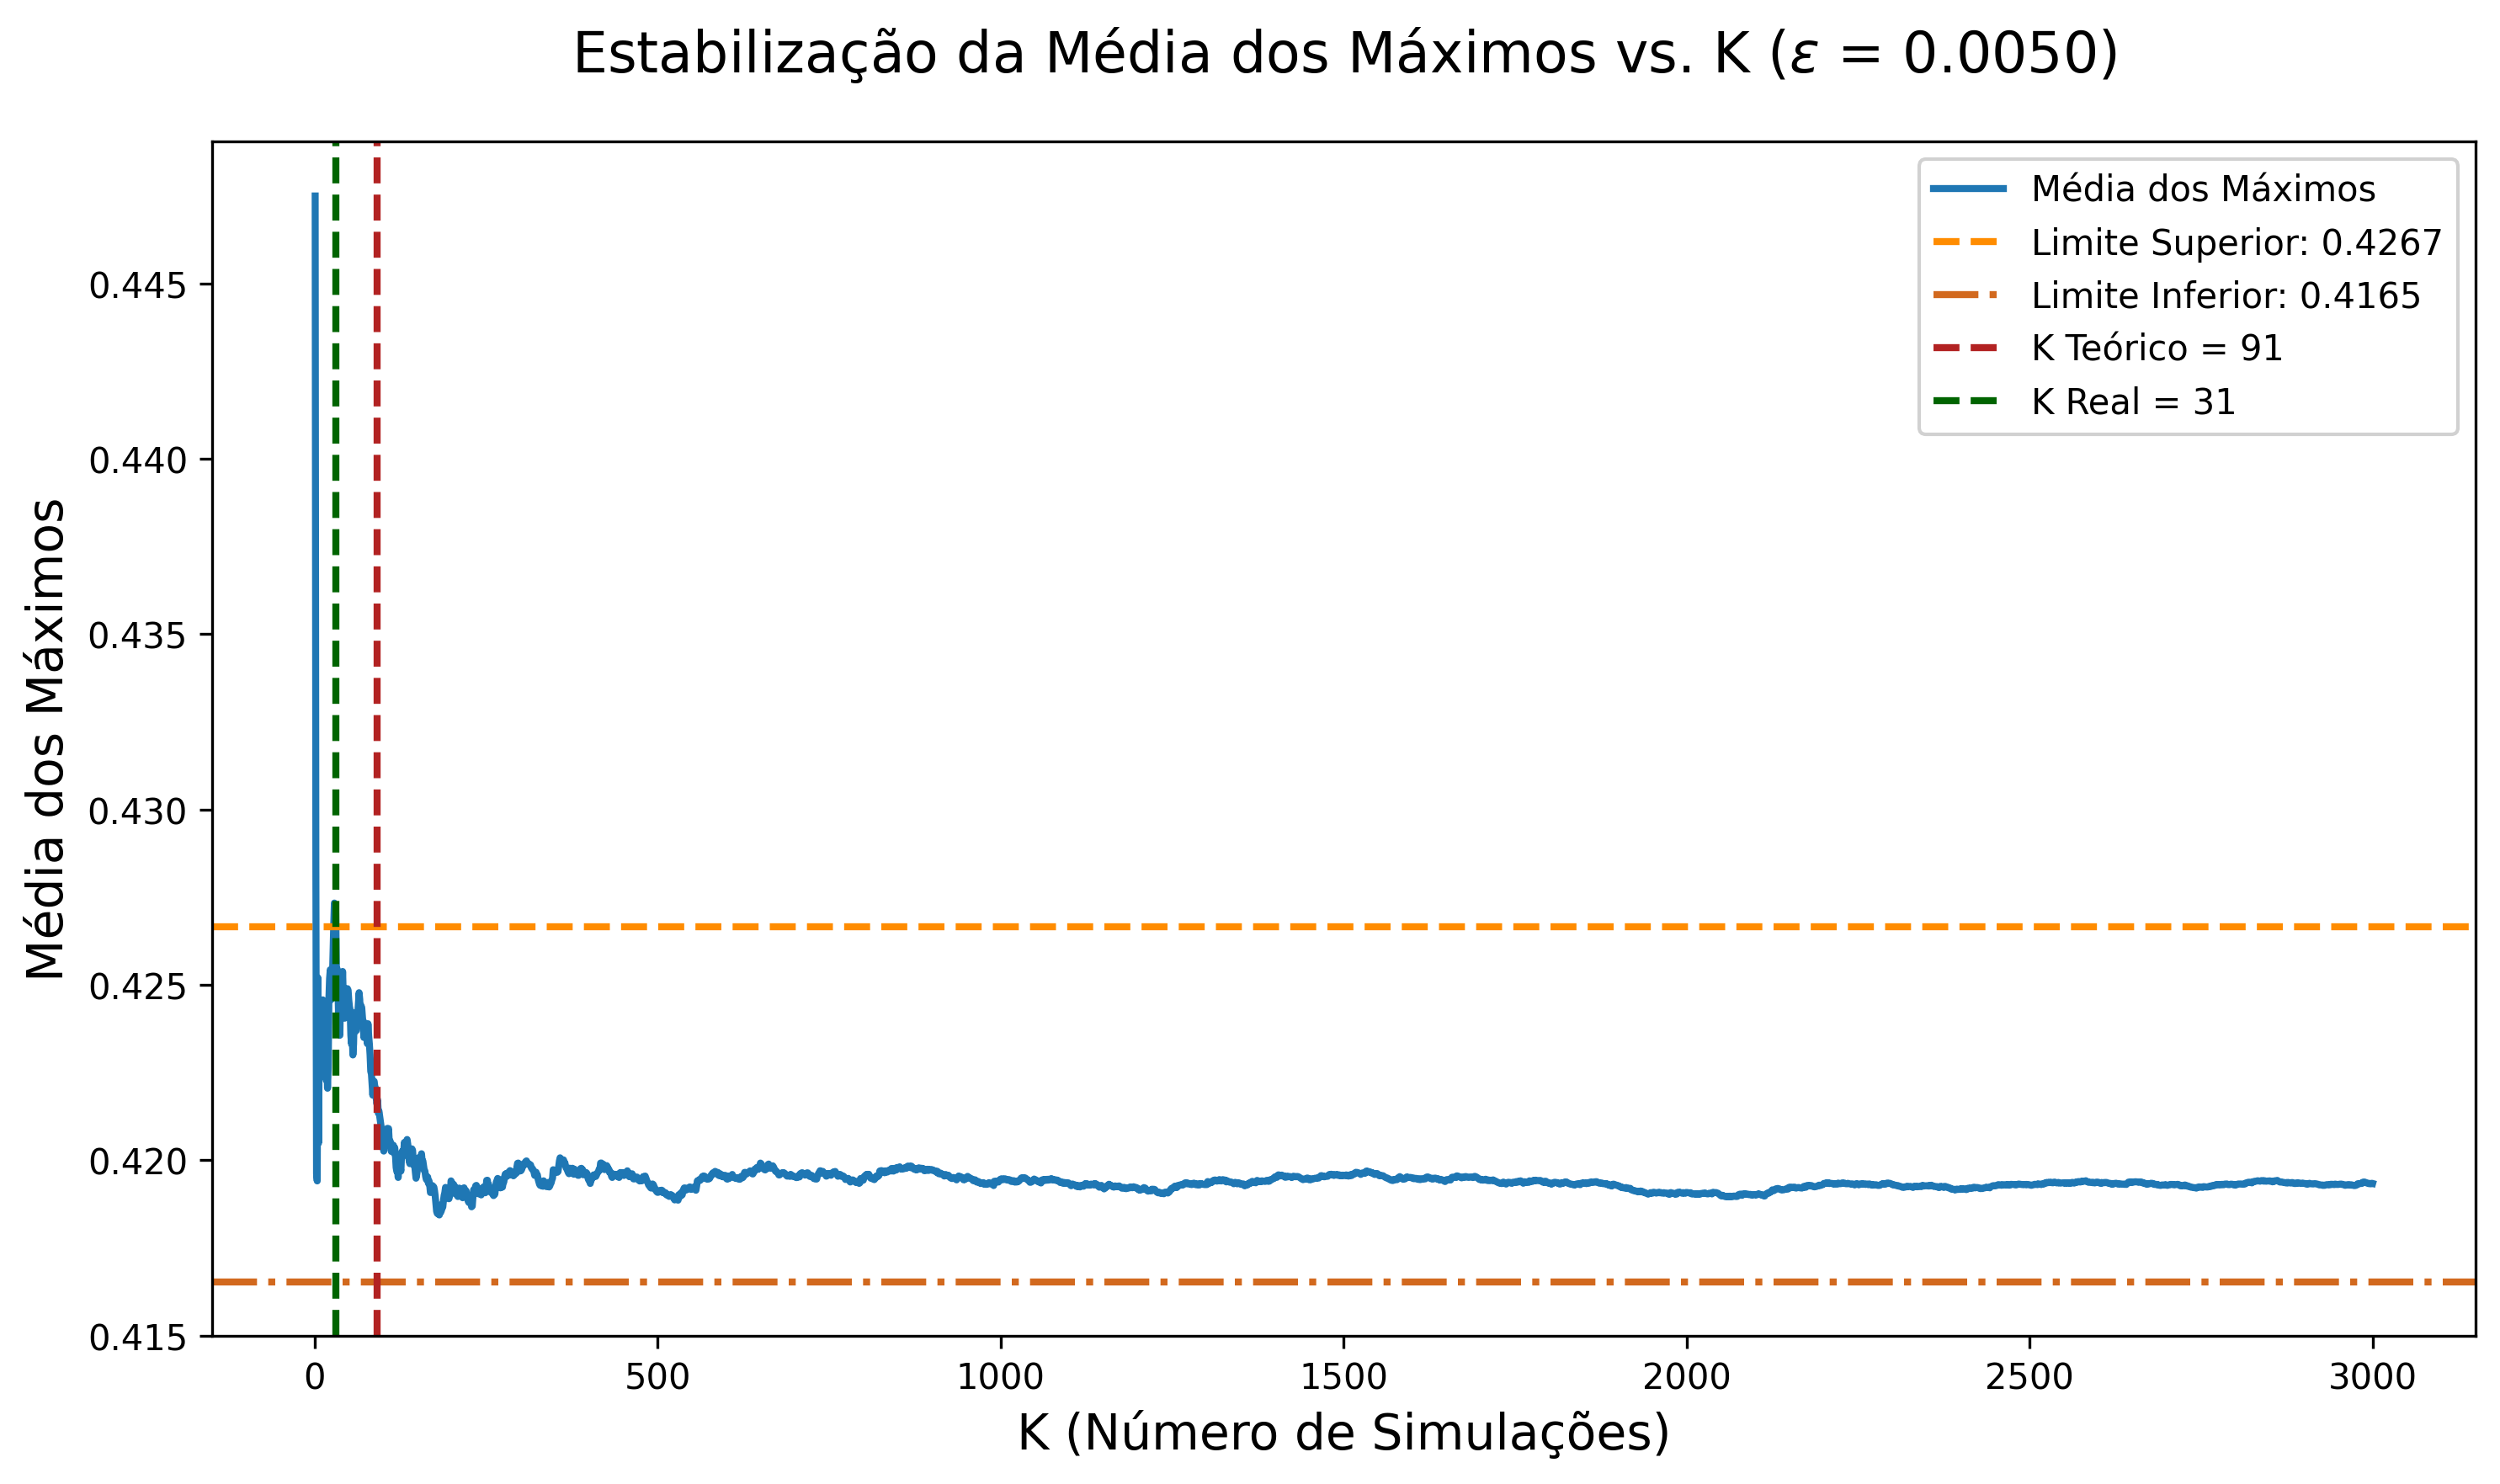 Estabilização da Média dos Máximos vs. K (ε = 0.0050)
Média dos Máximos
Limite Superior: 0.4267
Limite Inferior: 0.4165
K Teórico = 91
K Real = 31
Média dos Máximos
0.445
0.440
0.435
0.430
0.425
0.420
0.415
0
500
1000
1500
2000
2500
3000
K (Número de Simulações)